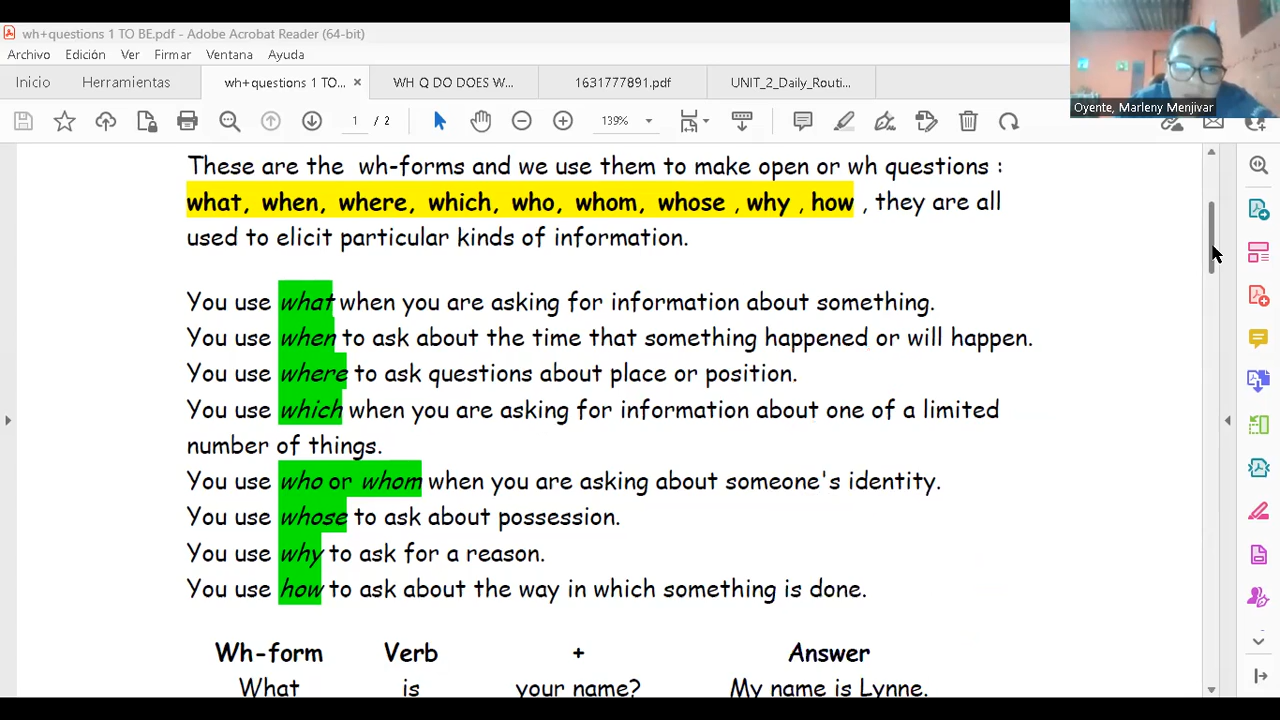 wh+questions 1 TO BE.pdf - Adobe Acrobat Reader (64-bit)
Archivo Edición Ver Firmar Ventana Ayuda
Inicio Herramientas wh+questions 1 TO... × WH Q DO DOES W... 1631777891.pdf UNIT_2_Daily_Routi...
Oyente, Marleny Menjivar
1 / 2 139%
These are the wh-forms and we use them to make open or wh questions :
what, when, where, which, who, whom, whose , why , how , they are all
used to elicit particular kinds of information.
You use what when you are asking for information about something.
You use when to ask about the time that something happened or will happen.
You use where to ask questions about place or position.
You use which when you are asking for information about one of a limited
number of things.
You use who or whom when you are asking about someone's identity.
You use whose to ask about possession.
You use why to ask for a reason.
You use how to ask about the way in which something is done.
Wh-form Verb + Answer
What is your name? My name is Lynne.